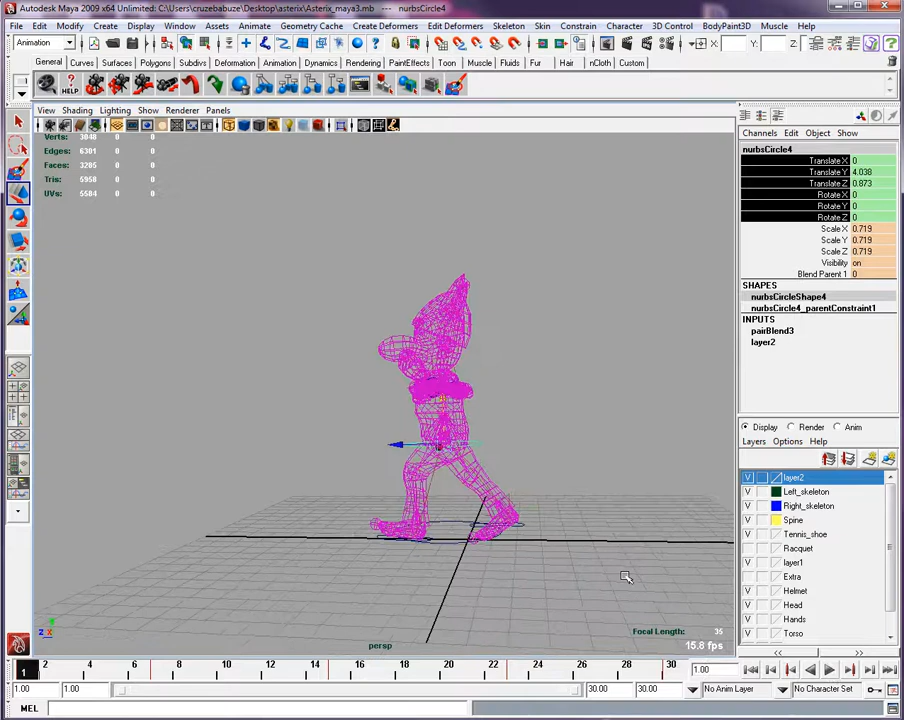 Autodesk Maya 2009 x64 Unlimited: C:\Users\cruzebabuze\Desktop\asterix\Asterix_maya3.mb --- nurbsCircle4
File Edit Modify Create Display Window Assets Animate Geometry Cache Create Deformers Edit Deformers Skeleton Skin Constrain Character 3D Control BodyPaint3D Muscle Help
Animation X: Y: Z:
General Curves Surfaces Polygons Subdivs Deformation Animation Dynamics Rendering PaintEffects Toon Muscle Fluids Fur Hair nCloth Custom
HELP
View Shading Lighting Show Renderer Panels
Channels Edit Object Show
Verts: 3048 0 0
Edges: 6301 0 0
Faces: 3285 0 0
Tris: 5958 0 0
UVs: 5584 0 0
nurbsCircle4
Translate X 0
Translate Y 4.038
Translate Z 0.873
Rotate X 0
Rotate Y 0
Rotate Z 0
Scale X 0.719
Scale Y 0.719
Scale Z 0.719
Visibility on
Blend Parent 1 0
SHAPES
nurbsCircleShape4
nurbsCircle4_parentConstraint1
INPUTS
pairBlend3
layer2
Display Render Anim
Layers Options Help
V layer2
V Left_skeleton
V Right_skeleton
V Spine
V Tennis_shoe
Racquet
V layer1
Extra
V Helmet
V Head
V Hands
V Torso
Focal Length: 35
persp
15.8 fps
z x
1 2 4 6 8 10 12 14 16 18 20 22 24 26 28 30 1.00
1.00 1.00 30.00 30.00 No Anim Layer No Character Set
MEL